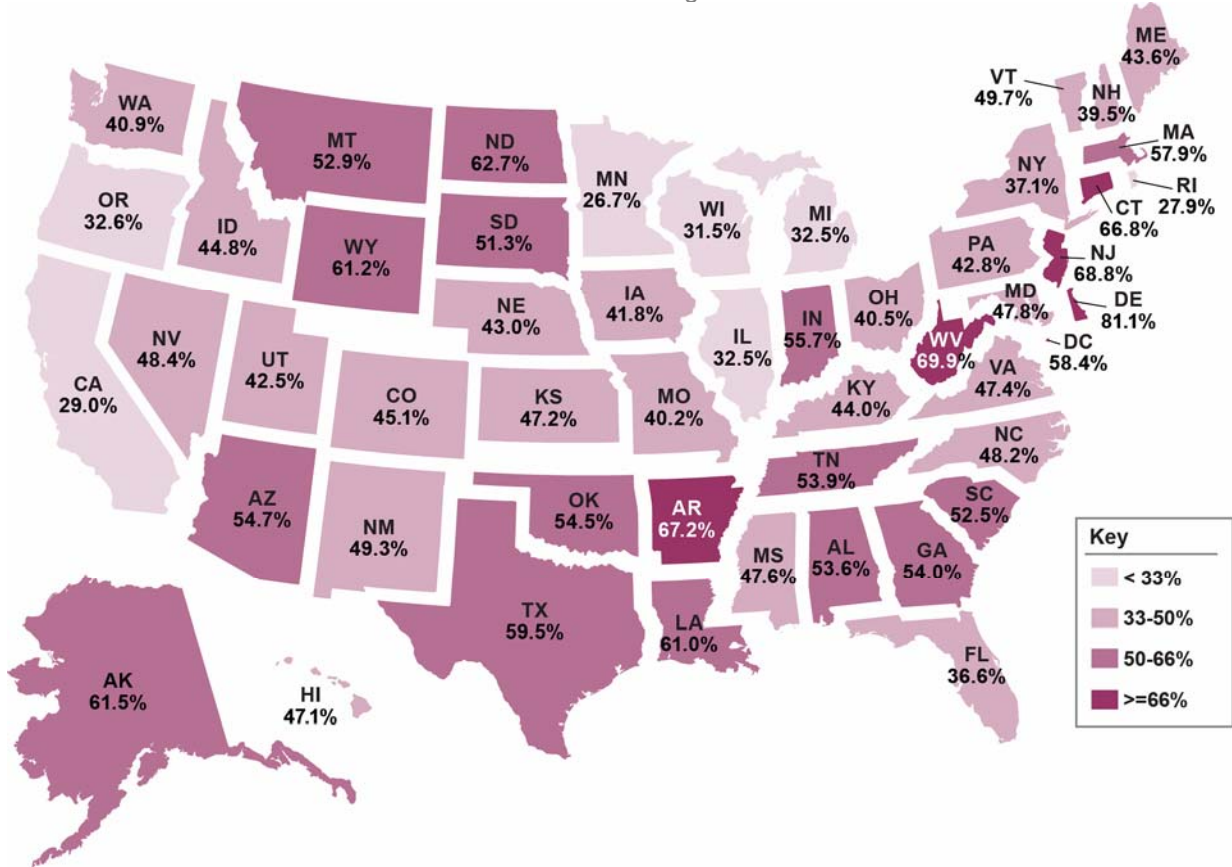 ME
43.6%
VT
49.7%
NH
39.5%
WA
40.9%
MT
52.9%
ND
62.7%
MN
26.7%
MA
57.9%
NY
37.1%
RI
27.9%
CT
66.8%
OR
32.6%
ID
44.8%
WY
61.2%
SD
51.3%
WI
31.5%
MI
32.5%
PA
42.8%
NJ
68.8%
NE
43.0%
IA
41.8%
OH
40.5%
MD
47.8%
DE
81.1%
IN
55.7%
IL
32.5%
WV
69.9%
DC
58.4%
NV
48.4%
UT
42.5%
CA
29.0%
CO
45.1%
KS
47.2%
MO
40.2%
KY
44.0%
VA
47.4%
NC
48.2%
TN
53.9%
AZ
54.7%
NM
49.3%
OK
54.5%
AR
67.2%
SC
52.5%
MS
47.6%
AL
53.6%
GA
54.0%
TX
59.5%
LA
61.0%
FL
36.6%
AK
61.5%
HI
47.1%
Key
< 33%
33-50%
50-66%
>=66%